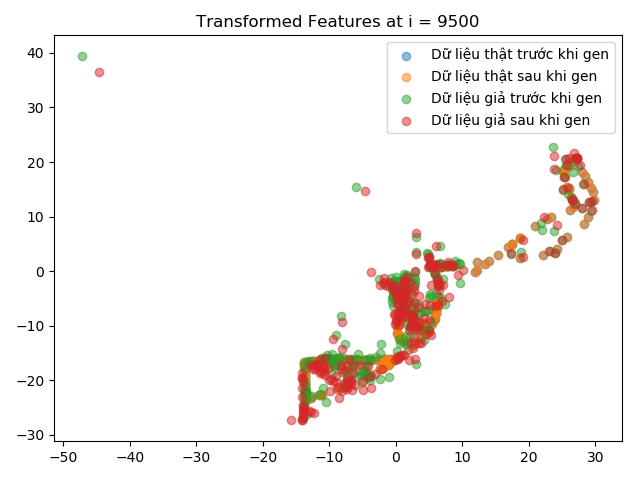 Transformed Features at i = 9500
Dữ liệu thật trước khi gen
Dữ liệu thật sau khi gen
Dữ liệu giả trước khi gen
Dữ liệu giả sau khi gen
40
30
20
10
0
−10
−20
−30
−50 −40 −30 −20 −10 0 10 20 30